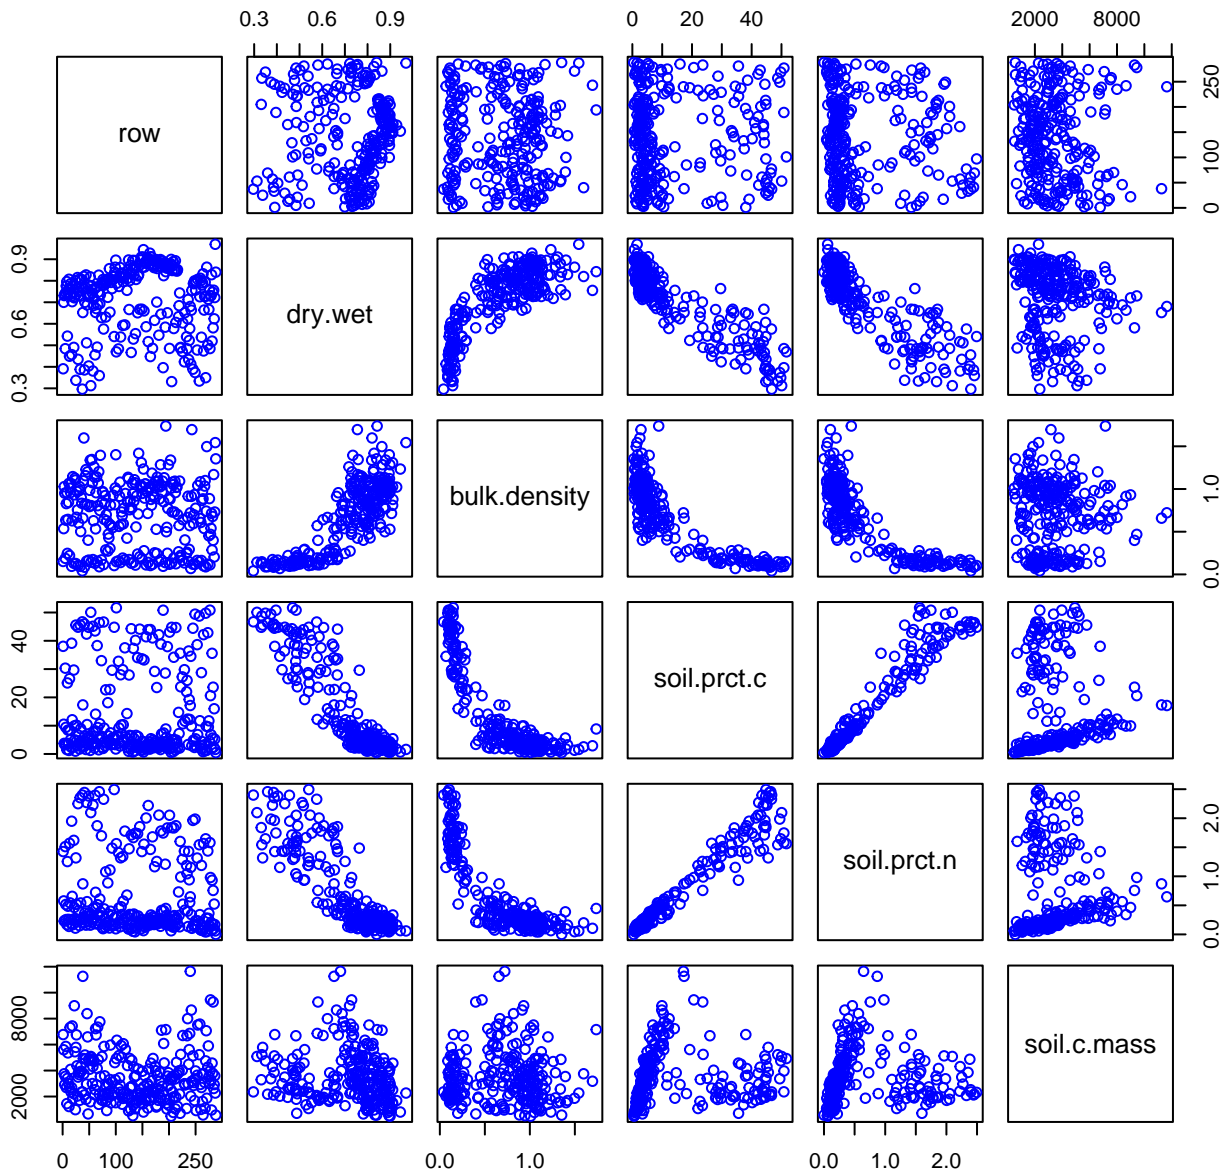 0.3 0.6 0.9 0 20 40 2000 8000
row 0 100 250
0.3 0.6 0.9 dry.wet
bulk.density 0.0 1.0
0 20 40 soil.prct.c
soil.prct.n 0.0 1.0 2.0
2000 8000 soil.c.mass
0 100 250 0.0 1.0 0.0 1.0 2.0